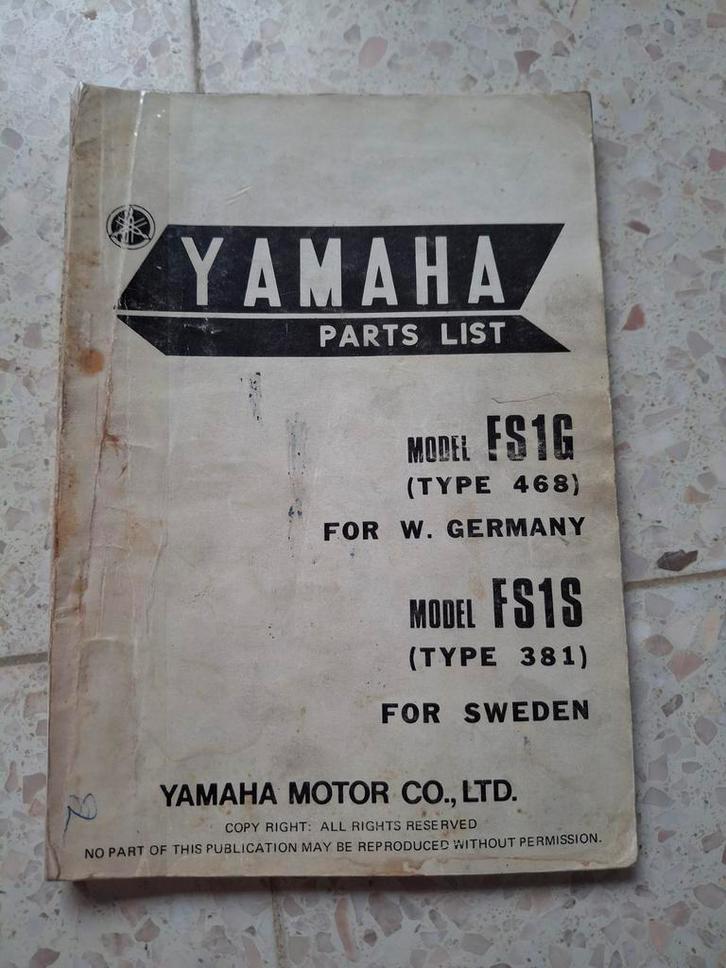 YAMAHA
PARTS LIST
MODEL FS1G
(TYPE 468)
FOR W. GERMANY
MODEL FS1S
(TYPE 381)
FOR SWEDEN
YAMAHA MOTOR CO., LTD.
COPY RIGHT: ALL RIGHTS RESERVED
NO PART OF THIS PUBLICATION MAY BE REPRODUCED WITHOUT PERMISSION.